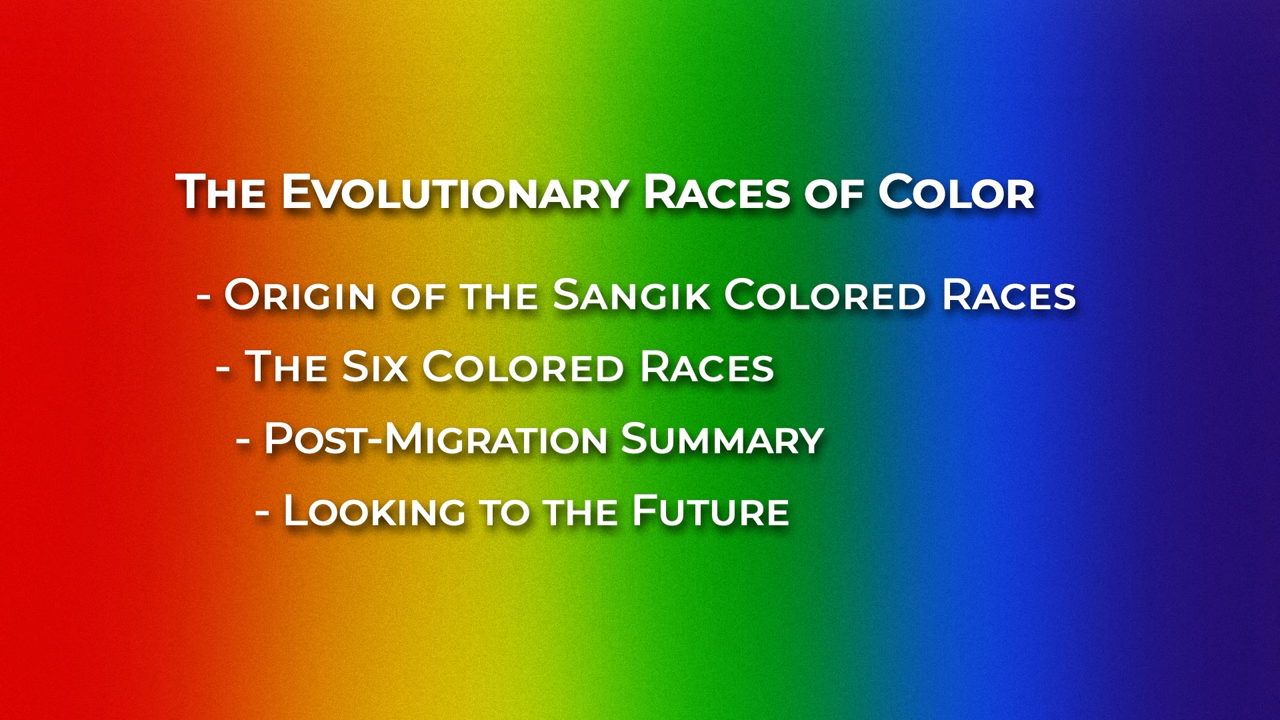 The Evolutionary Races of Color
- Origin of the Sangik Colored Races
- The Six Colored Races
- Post-Migration Summary
- Looking to the Future